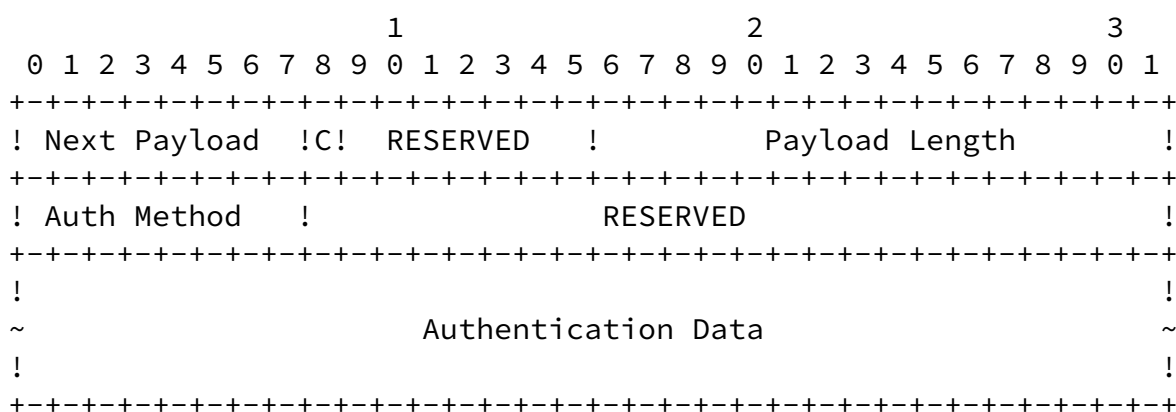 1                   2                   3
 0 1 2 3 4 5 6 7 8 9 0 1 2 3 4 5 6 7 8 9 0 1 2 3 4 5 6 7 8 9 0 1
+-+-+-+-+-+-+-+-+-+-+-+-+-+-+-+-+-+-+-+-+-+-+-+-+-+-+-+-+-+-+-+-+
! Next Payload  !C!  RESERVED   !         Payload Length        !
+-+-+-+-+-+-+-+-+-+-+-+-+-+-+-+-+-+-+-+-+-+-+-+-+-+-+-+-+-+-+-+-+
! Auth Method   !                RESERVED                       !
+-+-+-+-+-+-+-+-+-+-+-+-+-+-+-+-+-+-+-+-+-+-+-+-+-+-+-+-+-+-+-+-+
!                                                               !
~                      Authentication Data                      ~
!                                                               !
+-+-+-+-+-+-+-+-+-+-+-+-+-+-+-+-+-+-+-+-+-+-+-+-+-+-+-+-+-+-+-+-+